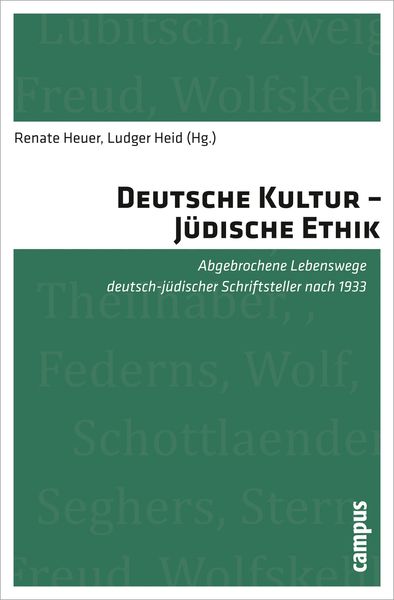 Lubitsch, Zweig
Freud, Wolfskeh
Renate Heuer, Ludger Heid (Hg.)
Deutsche Kultur –
Jüdische Ethik
Abgebrochene Lebenswege
deutsch-jüdischer Schriftsteller nach 1933
Theilhaber, ,
Federns, Wolf,
Schottlaender
Seghers, Stern
Freud, Wolfskehl
campus